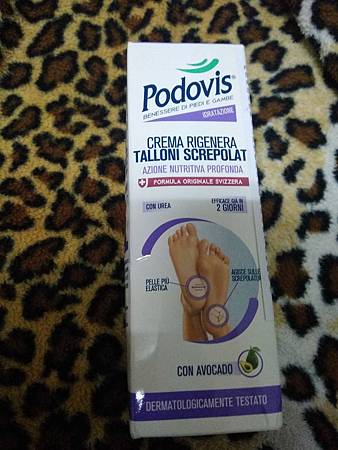 Podovis®
BENESSERE DI PIEDI E GAMBE
IDRATAZIONE
CREMA RIGENERA
TALLONI SCREPOLAT
AZIONE NUTRITIVA PROFONDA
FORMULA ORIGINALE SVIZZERA
CON UREA
EFFICACE GIÀ IN
2 GIORNI
PELLE PIÙ
ELASTICA
AGISCE SULLE
SCREPOLATUR
CON AVOCADO
DERMATOLOGICAMENTE TESTATO